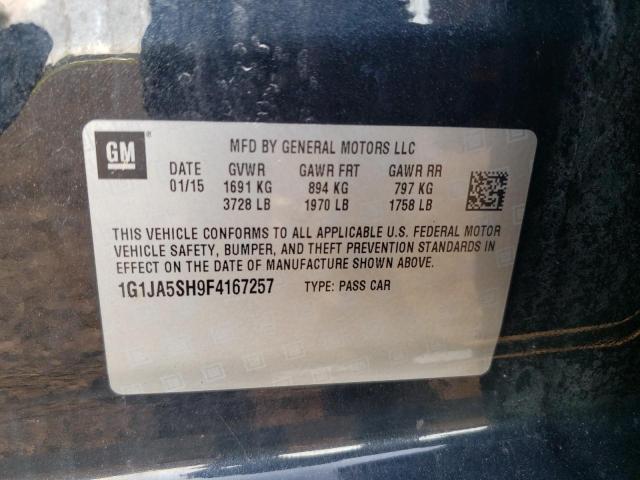 GM
MFD BY GENERAL MOTORS LLC
DATE GVWR GAWR FRT GAWR RR
01/15 1691 KG 894 KG 797 KG
3728 LB 1970 LB 1758 LB
THIS VEHICLE CONFORMS TO ALL APPLICABLE U.S. FEDERAL MOTOR
VEHICLE SAFETY, BUMPER, AND THEFT PREVENTION STANDARDS IN
EFFECT ON THE DATE OF MANUFACTURE SHOWN ABOVE.
1G1JA5SH9F4167257 TYPE: PASS CAR